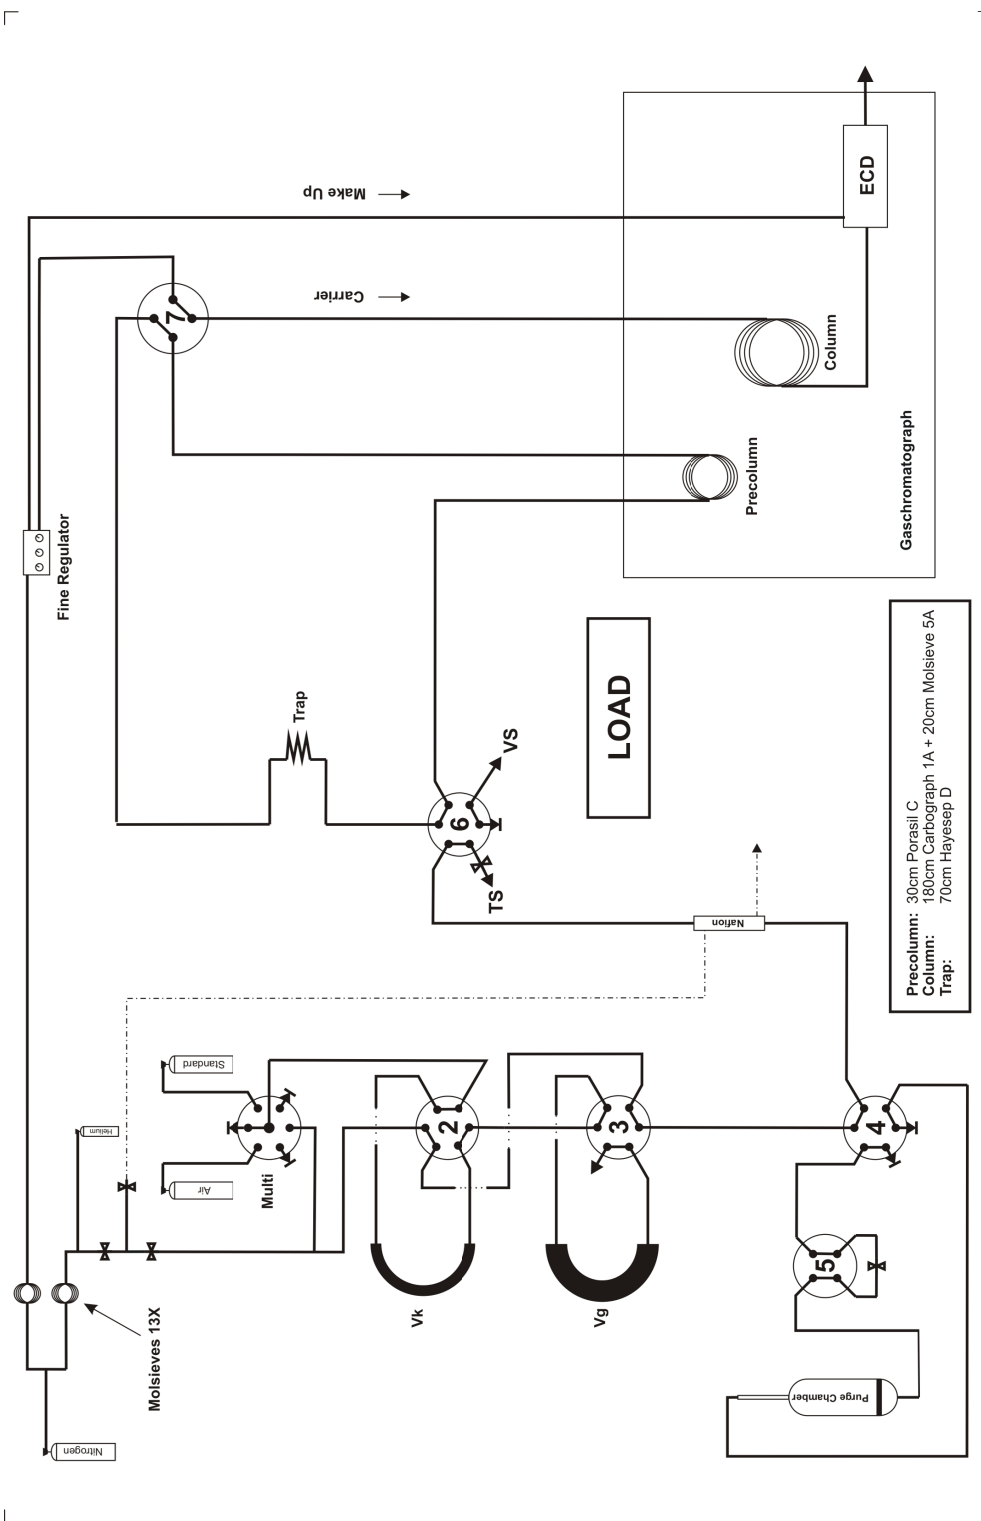 Make Up
ECD
Carrier
7
Column
Precolumn
Gaschromatograph
Fine Regulator
Trap
LOAD
VS
6
TS
Nafion
Precolumn: 30cm Porasil C
Column: 180cm Carbograph 1A + 20cm Molsieve 5A
Trap: 70cm Hayesep D
Standard
Helium
Air
Multi
2
3
4
5
Vk
Vg
Molsieves 13X
Nitrogen
Purge Chamber